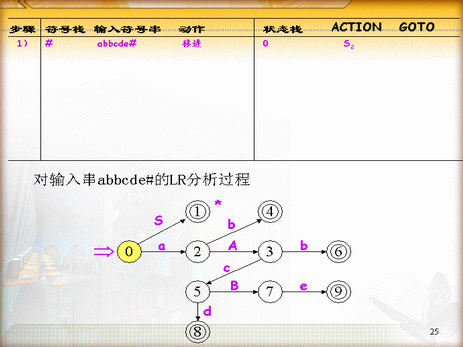 步骤 符号栈 输入符号串 动作 状态栈 ACTION GOTO
1) # abbcde# 移进 0 S2
对输入串abbcde#的LR分析过程
S 1 * b 4
0 a 2 A 3 b 6
c
5 B 7 e 9
d
8
25